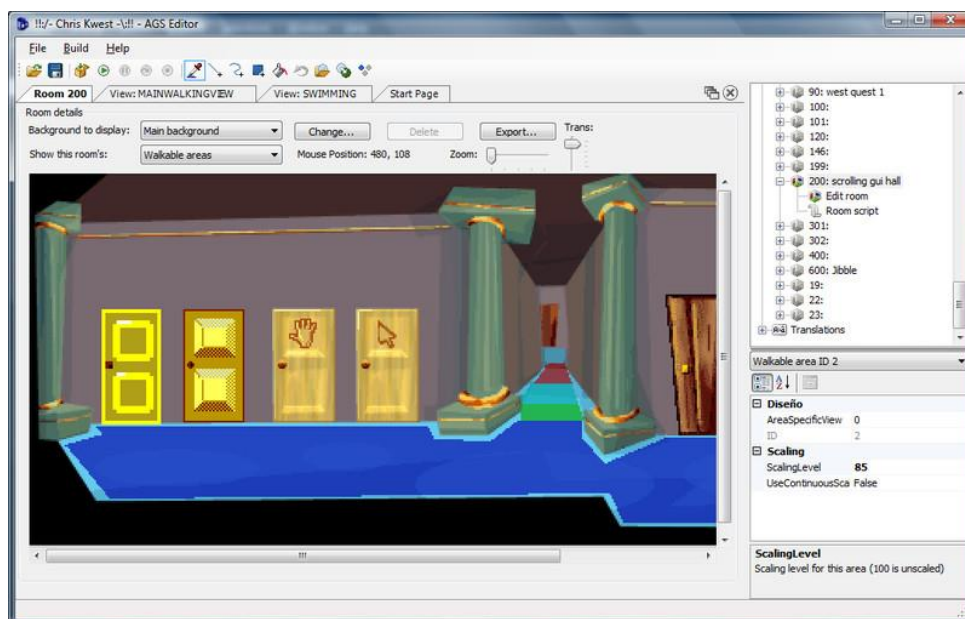 !!:/- Chris Kwest -\:!! - AGS Editor
File Build Help
Room 200 View: MAINWALKINGVIEW View: SWIMMING Start Page
Room details
Background to display: Main background Change... Delete Export... Trans:
Show this room's: Walkable areas Mouse Position: 480, 108 Zoom:
90: west quest 1
100:
101:
120:
146:
199:
200: scrolling gui hall
Edit room
Room script
301:
302:
400:
600: Jibble
19:
22:
23:
Translations
Walkable area ID 2
Diseño
AreaSpecificView 0
ID 2
Scaling
ScalingLevel 85
UseContinuousSca False
ScalingLevel
Scaling level for this area (100 is unscaled)